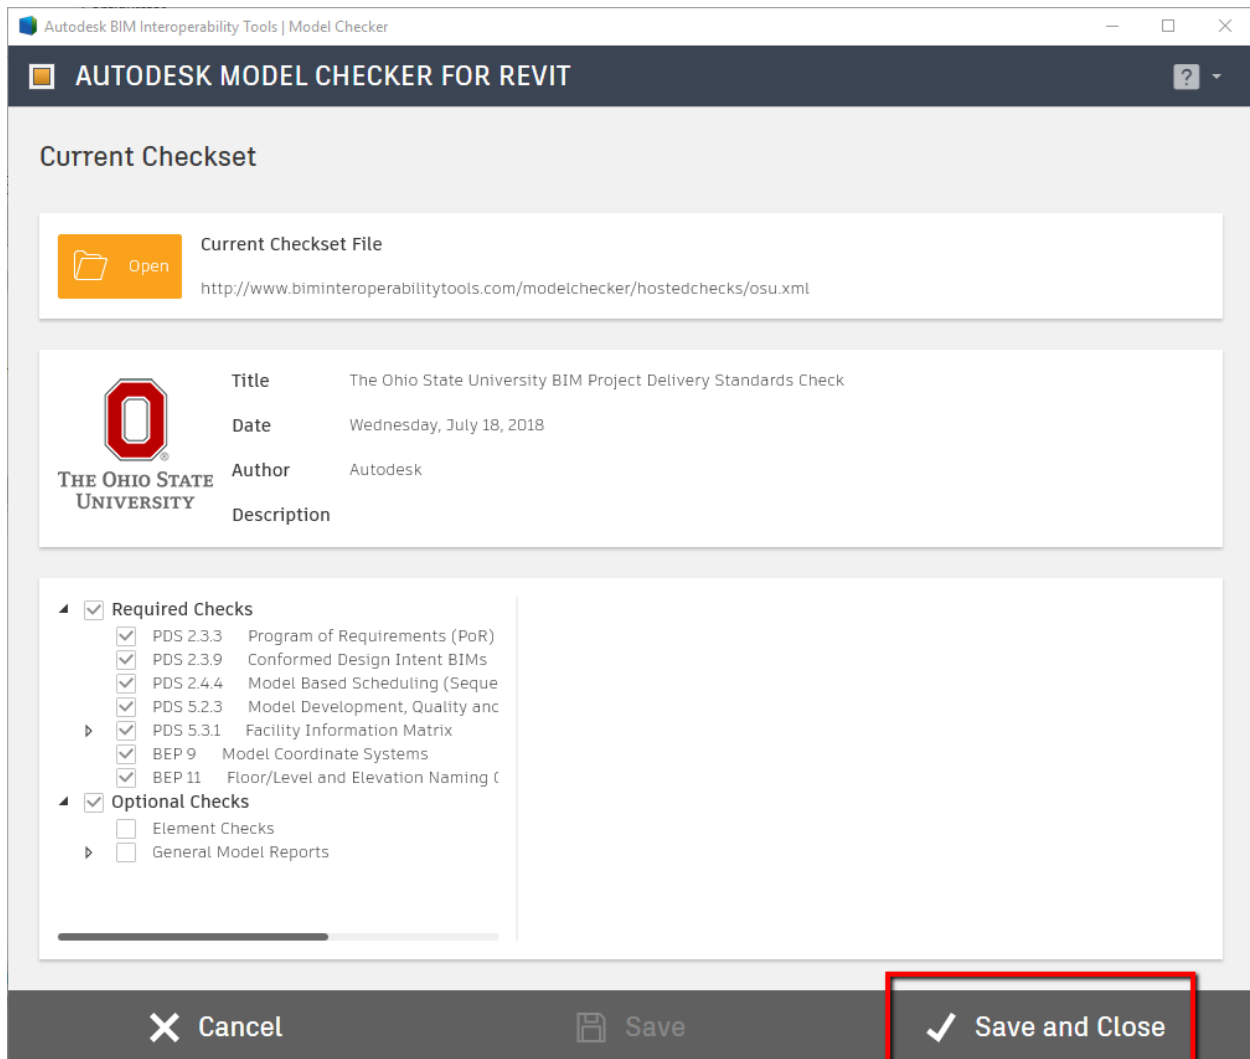 Autodesk BIM Interoperability Tools | Model Checker
AUTODESK MODEL CHECKER FOR REVIT
?
Current Checkset
Open
Current Checkset File
http://www.biminteroperabilitytools.com/modelchecker/hostedchecks/osu.xml
THE OHIO STATE
UNIVERSITY
®
Title The Ohio State University BIM Project Delivery Standards Check
Date Wednesday, July 18, 2018
Author Autodesk
Description
Required Checks
PDS 2.3.3 Program of Requirements (PoR)
PDS 2.3.9 Conformed Design Intent BIMs
PDS 2.4.4 Model Based Scheduling (Seque
PDS 5.2.3 Model Development, Quality and
PDS 5.3.1 Facility Information Matrix
BEP 9 Model Coordinate Systems
BEP 11 Floor/Level and Elevation Naming
Optional Checks
Element Checks
General Model Reports
Cancel
Save
Save and Close